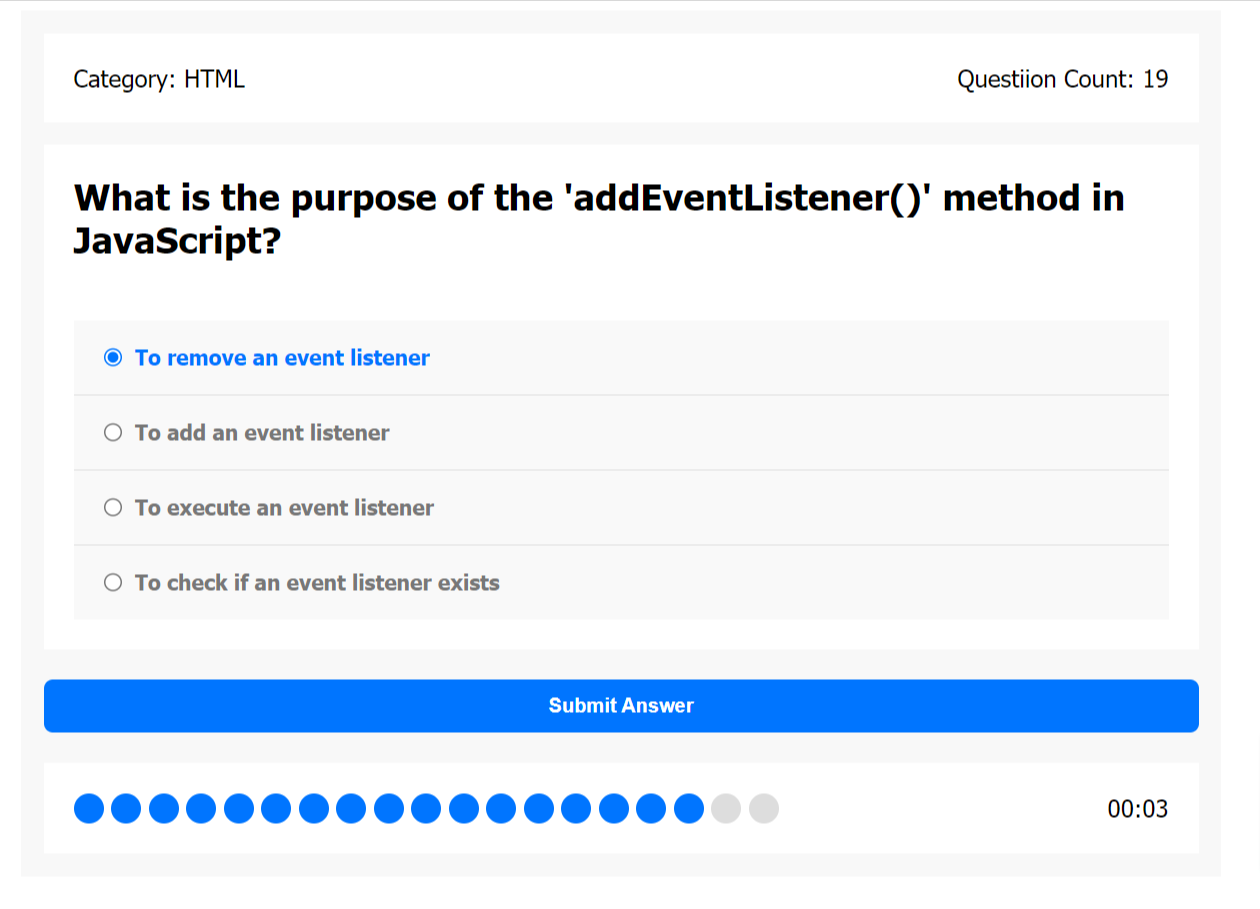 Category: HTML
Questiion Count: 19
What is the purpose of the 'addEventListener()' method in
JavaScript?
To remove an event listener
To add an event listener
To execute an event listener
To check if an event listener exists
Submit Answer
00:03